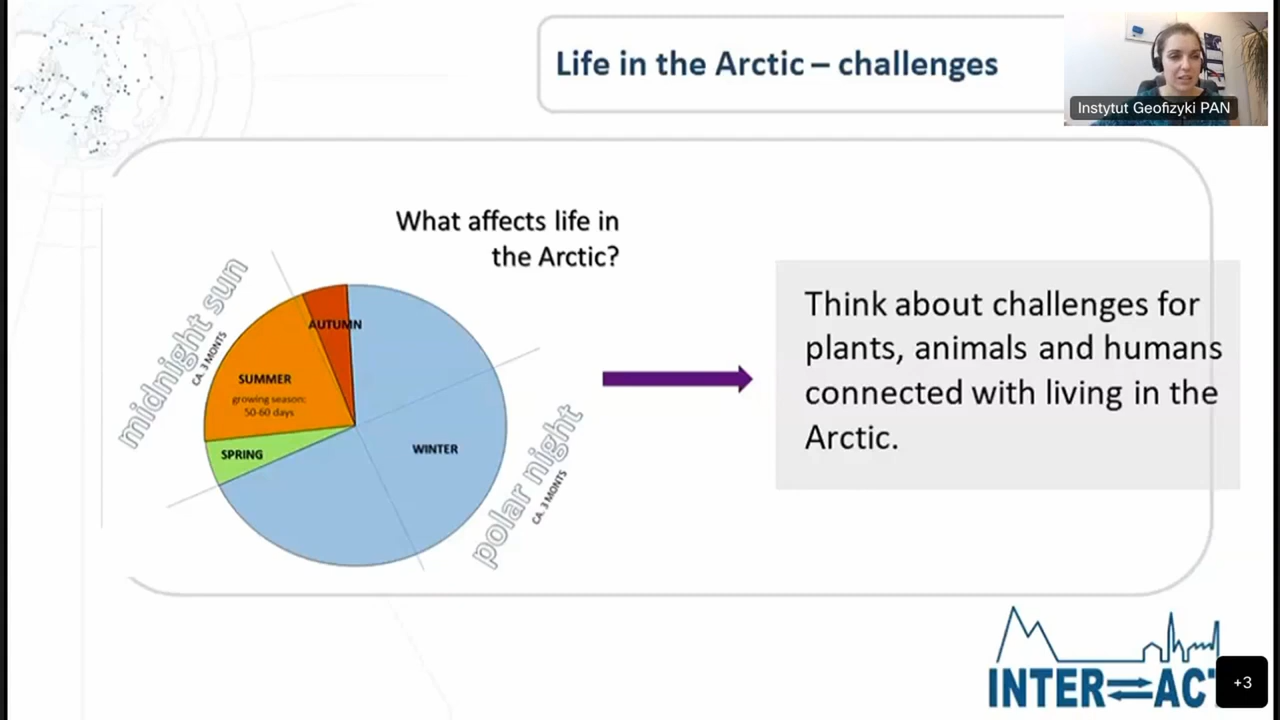 Life in the Arctic – challenges
Instytut Geofizyki PAN
What affects life in
the Arctic?
midnight sun
CA. 3 MONTS
AUTUMN
SUMMER
growing season:
50-60 days
SPRING
WINTER
polar night
CA. 3 MONTS
Think about challenges for
plants, animals and humans
connected with living in the
Arctic.
INTER⇌ACT
+3